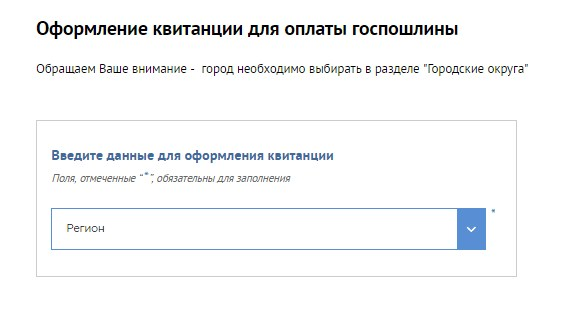 Оформление квитанции для оплаты госпошлины
Обращаем Ваше внимание - город необходимо выбирать в разделе "Городские округа"
Введите данные для оформления квитанции
Поля, отмеченные "*", обязательны для заполнения
Регион *